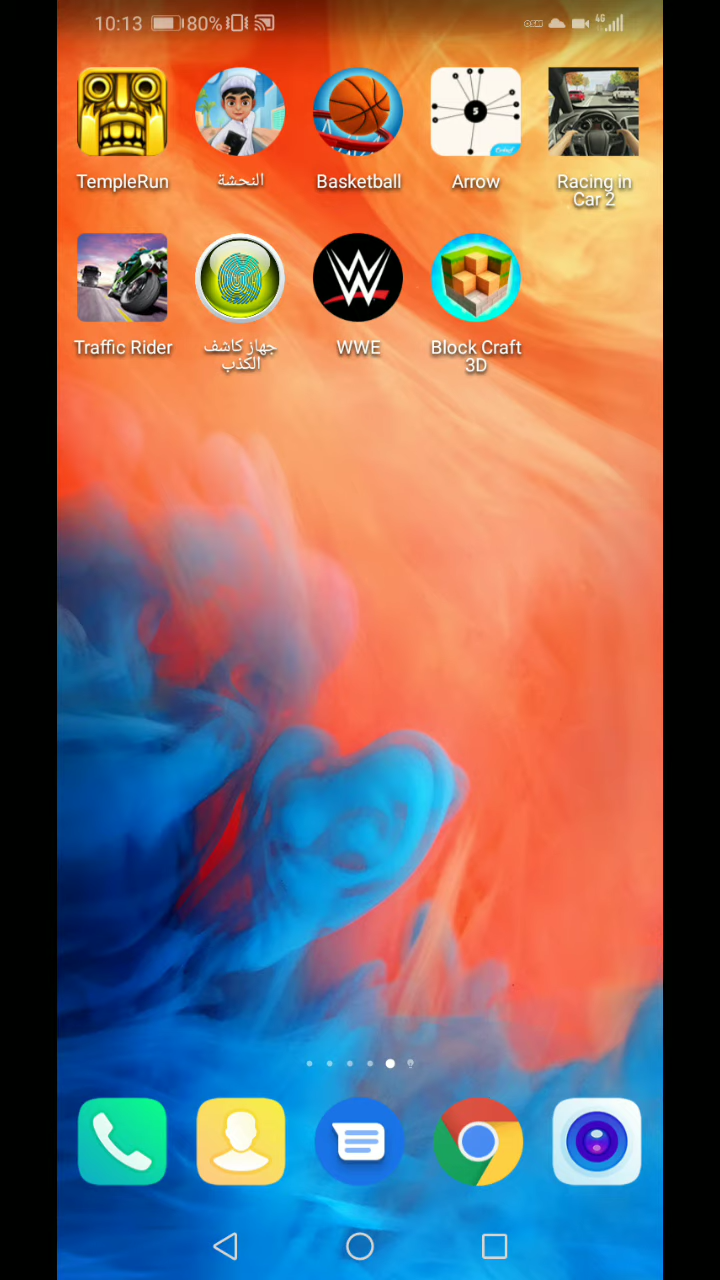 10:13 80% 4G
TempleRun
النحشة
Basketball
Arrow
Racing in
Car 2
Traffic Rider
جهاز كاشف
الكذب
WWE
Block Craft
3D